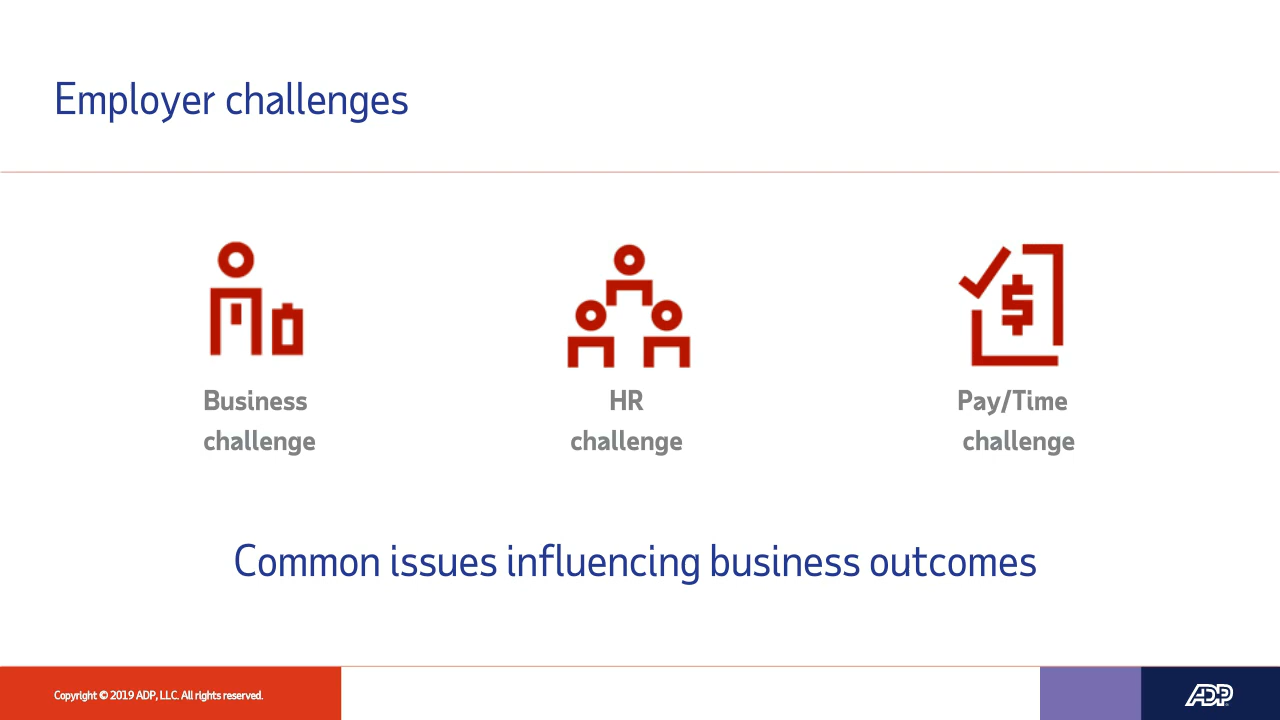 Employer challenges
Business
challenge
HR
challenge
Pay/Time
challenge
Common issues influencing business outcomes
Copyright © 2019 ADP, LLC. All rights reserved.
ADP